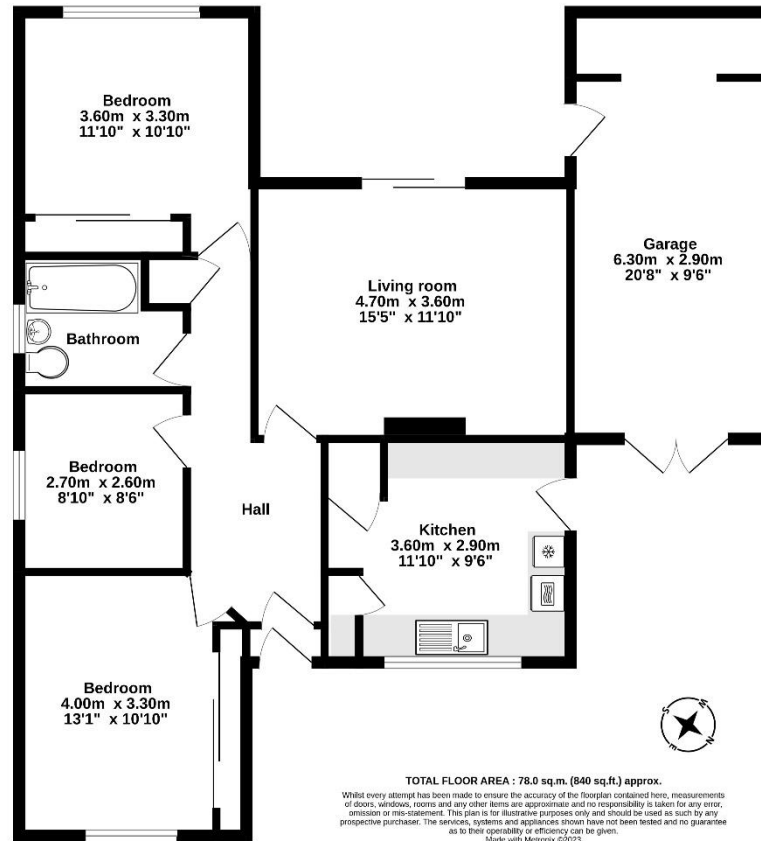 Bedroom
3.60m x 3.30m
11'10" x 10'10"
Garage
6.30m x 2.90m
20'8" x 9'6"
Living room
4.70m x 3.60m
15'5" x 11'10"
Bathroom
Bedroom
2.70m x 2.60m
8'10" x 8'6"
Hall
Kitchen
3.60m x 2.90m
11'10" x 9'6"
Bedroom
4.00m x 3.30m
13'1" x 10'10"
S
W
E
N
TOTAL FLOOR AREA : 78.0 sq.m. (840 sq.ft.) approx.
Whilst every attempt has been made to ensure the accuracy of the floorplan contained here, measurements
of doors, windows, rooms and any other items are approximate and no responsibility is taken for any error,
omission or mis-statement. This plan is for illustrative purposes only and should be used as such by any
prospective purchaser. The services, systems and appliances shown have not been tested and no guarantee
as to their operability or efficiency can be given.
Made with Metropix ©2023